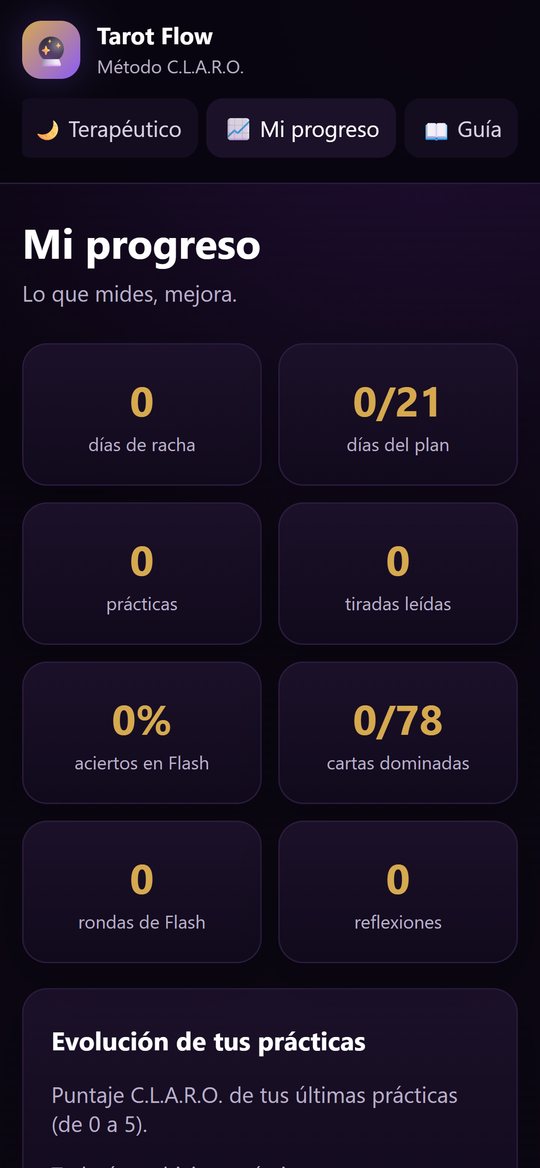 Tarot Flow
Método C.L.A.R.O.
Terapéutico
Mi progreso
Guía
Mi progreso
Lo que mides, mejora.
0
días de racha
0/21
días del plan
0
prácticas
0
tiradas leídas
0%
aciertos en Flash
0/78
cartas dominadas
0
rondas de Flash
0
reflexiones
Evolución de tus prácticas
Puntaje C.L.A.R.O. de tus últimas prácticas
(de 0 a 5).